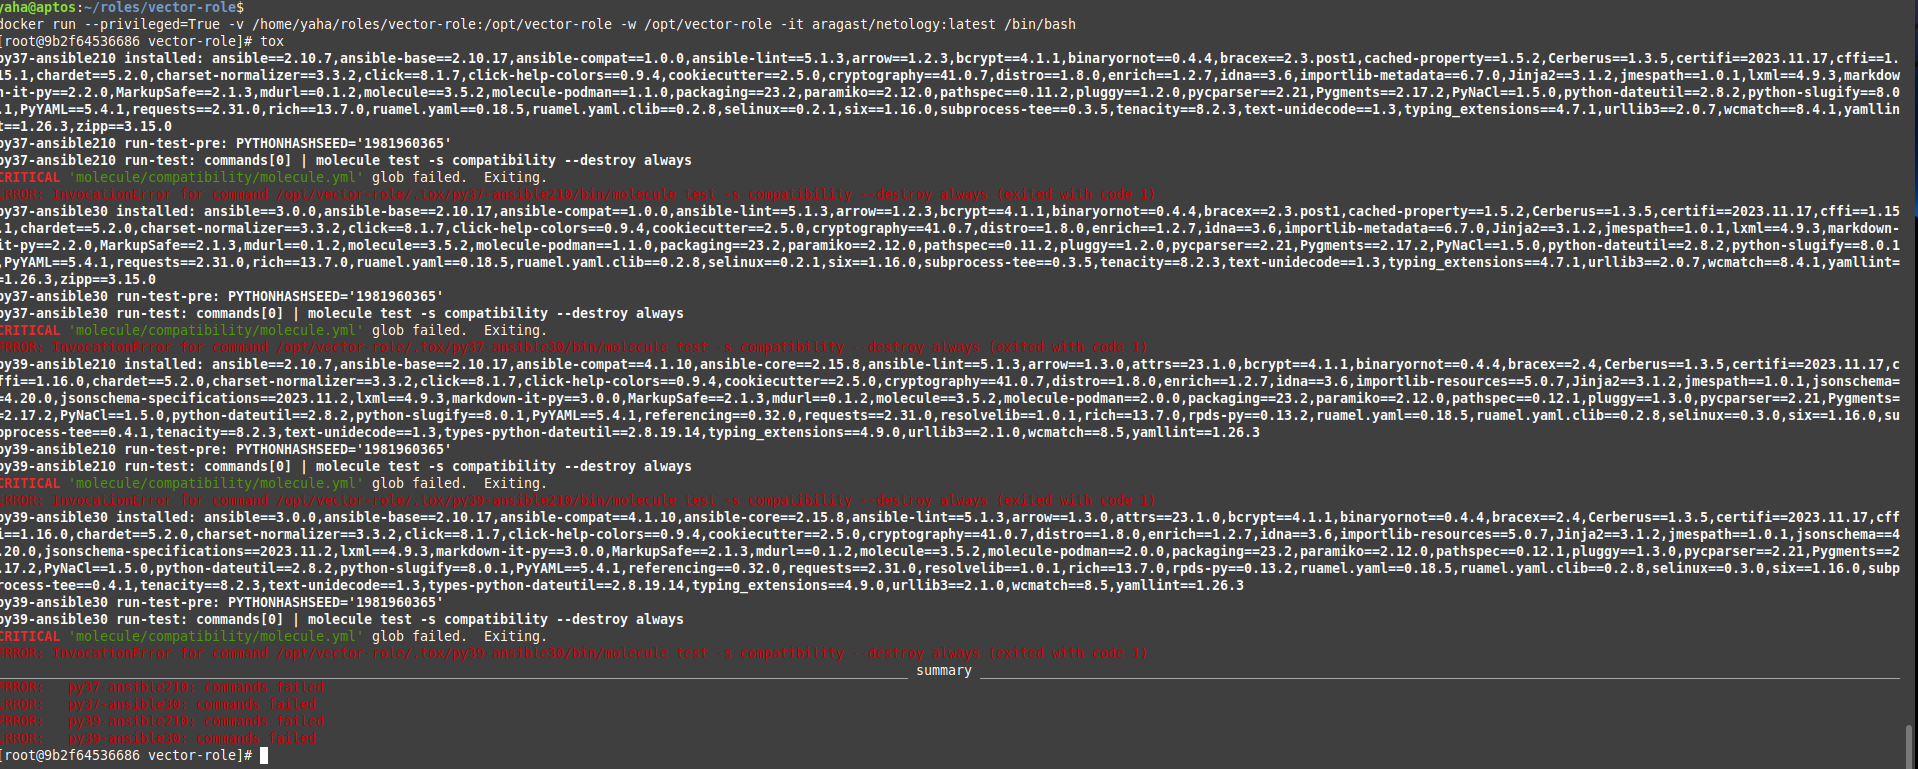 yaha@aptos:~/roles/vector-role$
docker run --privileged=True -v /home/yaha/roles/vector-role:/opt/vector-role -w /opt/vector-role -it aragast/netology:latest /bin/bash
[root@9b2f64536686 vector-role]# tox
py37-ansible210 installed: ansible==2.10.7,ansible-base==2.10.17,ansible-compat==1.0.0,ansible-lint==5.1.3,arrow==1.2.3,bcrypt==4.1.1,binaryornot==0.4.4,bracex==2.3.post1,cached-property==1.5.2,Cerberus==1.3.5,certifi==2023.11.17,cffi==1.
15.1,chardet==5.2.0,charset-normalizer==3.3.2,click==8.1.7,click-help-colors==0.9.4,cookiecutter==2.5.0,cryptography==41.0.7,distro==1.8.0,enrich==1.2.7,idna==3.6,importlib-metadata==6.7.0,Jinja2==3.1.2,jmespath==1.0.1,lxml==4.9.3,markdow
n-it-py==2.2.0,MarkupSafe==2.1.3,mdurl==0.1.2,molecule==3.5.2,molecule-podman==1.1.0,packaging==23.2,paramiko==2.12.0,pathspec==0.11.2,pluggy==1.2.0,pycparser==2.21,Pygments==2.17.2,PyNaCl==1.5.0,python-dateutil==2.8.2,python-slugify==8.0
.1,PyYAML==5.4.1,requests==2.31.0,rich==13.7.0,ruamel.yaml==0.18.5,ruamel.yaml.clib==0.2.8,selinux==0.2.1,six==1.16.0,subprocess-tee==0.3.5,tenacity==8.2.3,text-unidecode==1.3,typing_extensions==4.7.1,urllib3==2.0.7,wcmatch==8.4.1,yamllin
t==1.26.3,zipp==3.15.0
py37-ansible210 run-test-pre: PYTHONHASHSEED='1981960365'
py37-ansible210 run-test: commands[0] | molecule test -s compatibility --destroy always
CRITICAL 'molecule/compatibility/molecule.yml' glob failed.  Exiting.
ERROR: InvocationError for command /opt/vector-role/.tox/py37-ansible210/bin/molecule test -s compatibility --destroy always (exited with code 1)
py37-ansible30 installed: ansible==3.0.0,ansible-base==2.10.17,ansible-compat==1.0.0,ansible-lint==5.1.3,arrow==1.2.3,bcrypt==4.1.1,binaryornot==0.4.4,bracex==2.3.post1,cached-property==1.5.2,Cerberus==1.3.5,certifi==2023.11.17,cffi==1.15
.1,chardet==5.2.0,charset-normalizer==3.3.2,click==8.1.7,click-help-colors==0.9.4,cookiecutter==2.5.0,cryptography==41.0.7,distro==1.8.0,enrich==1.2.7,idna==3.6,importlib-metadata==6.7.0,Jinja2==3.1.2,jmespath==1.0.1,lxml==4.9.3,markdown-
it-py==2.2.0,MarkupSafe==2.1.3,mdurl==0.1.2,molecule==3.5.2,molecule-podman==1.1.0,packaging==23.2,paramiko==2.12.0,pathspec==0.11.2,pluggy==1.2.0,pycparser==2.21,Pygments==2.17.2,PyNaCl==1.5.0,python-dateutil==2.8.2,python-slugify==8.0.1
,PyYAML==5.4.1,requests==2.31.0,rich==13.7.0,ruamel.yaml==0.18.5,ruamel.yaml.clib==0.2.8,selinux==0.2.1,six==1.16.0,subprocess-tee==0.3.5,tenacity==8.2.3,text-unidecode==1.3,typing_extensions==4.7.1,urllib3==2.0.7,wcmatch==8.4.1,yamllint=
=1.26.3,zipp==3.15.0
py37-ansible30 run-test-pre: PYTHONHASHSEED='1981960365'
py37-ansible30 run-test: commands[0] | molecule test -s compatibility --destroy always
CRITICAL 'molecule/compatibility/molecule.yml' glob failed.  Exiting.
ERROR: InvocationError for command /opt/vector-role/.tox/py37-ansible30/bin/molecule test -s compatibility --destroy always (exited with code 1)
py39-ansible210 installed: ansible==2.10.7,ansible-base==2.10.17,ansible-compat==4.1.10,ansible-core==2.15.8,ansible-lint==5.1.3,arrow==1.3.0,attrs==23.1.0,bcrypt==4.1.1,binaryornot==0.4.4,bracex==2.4,Cerberus==1.3.5,certifi==2023.11.17,c
ffi==1.16.0,chardet==5.2.0,charset-normalizer==3.3.2,click==8.1.7,click-help-colors==0.9.4,cookiecutter==2.5.0,cryptography==41.0.7,distro==1.8.0,enrich==1.2.7,idna==3.6,importlib-resources==5.0.7,Jinja2==3.1.2,jmespath==1.0.1,jsonschema=
=4.20.0,jsonschema-specifications==2023.11.2,lxml==4.9.3,markdown-it-py==3.0.0,MarkupSafe==2.1.3,mdurl==0.1.2,molecule==3.5.2,molecule-podman==2.0.0,packaging==23.2,paramiko==2.12.0,pathspec==0.12.1,pluggy==1.3.0,pycparser==2.21,Pygments=
=2.17.2,PyNaCl==1.5.0,python-dateutil==2.8.2,python-slugify==8.0.1,PyYAML==5.4.1,referencing==0.32.0,requests==2.31.0,resolvelib==1.0.1,rich==13.7.0,rpds-py==0.13.2,ruamel.yaml==0.18.5,ruamel.yaml.clib==0.2.8,selinux==0.3.0,six==1.16.0,su
bprocess-tee==0.4.1,tenacity==8.2.3,text-unidecode==1.3,types-python-dateutil==2.8.19.14,typing_extensions==4.9.0,urllib3==2.1.0,wcmatch==8.5,yamllint==1.26.3
py39-ansible210 run-test-pre: PYTHONHASHSEED='1981960365'
py39-ansible210 run-test: commands[0] | molecule test -s compatibility --destroy always
CRITICAL 'molecule/compatibility/molecule.yml' glob failed.  Exiting.
ERROR: InvocationError for command /opt/vector-role/.tox/py39-ansible210/bin/molecule test -s compatibility --destroy always (exited with code 1)
py39-ansible30 installed: ansible==3.0.0,ansible-base==2.10.17,ansible-compat==4.1.10,ansible-core==2.15.8,ansible-lint==5.1.3,arrow==1.3.0,attrs==23.1.0,bcrypt==4.1.1,binaryornot==0.4.4,bracex==2.4,Cerberus==1.3.5,certifi==2023.11.17,cff
i==1.16.0,chardet==5.2.0,charset-normalizer==3.3.2,click==8.1.7,click-help-colors==0.9.4,cookiecutter==2.5.0,cryptography==41.0.7,distro==1.8.0,enrich==1.2.7,idna==3.6,importlib-resources==5.0.7,Jinja2==3.1.2,jmespath==1.0.1,jsonschema==4
.20.0,jsonschema-specifications==2023.11.2,lxml==4.9.3,markdown-it-py==3.0.0,MarkupSafe==2.1.3,mdurl==0.1.2,molecule==3.5.2,molecule-podman==2.0.0,packaging==23.2,paramiko==2.12.0,pathspec==0.12.1,pluggy==1.3.0,pycparser==2.21,Pygments==2
.17.2,PyNaCl==1.5.0,python-dateutil==2.8.2,python-slugify==8.0.1,PyYAML==5.4.1,referencing==0.32.0,requests==2.31.0,resolvelib==1.0.1,rich==13.7.0,rpds-py==0.13.2,ruamel.yaml==0.18.5,ruamel.yaml.clib==0.2.8,selinux==0.3.0,six==1.16.0,subp
rocess-tee==0.4.1,tenacity==8.2.3,text-unidecode==1.3,types-python-dateutil==2.8.19.14,typing_extensions==4.9.0,urllib3==2.1.0,wcmatch==8.5,yamllint==1.26.3
py39-ansible30 run-test-pre: PYTHONHASHSEED='1981960365'
py39-ansible30 run-test: commands[0] | molecule test -s compatibility --destroy always
CRITICAL 'molecule/compatibility/molecule.yml' glob failed.  Exiting.
ERROR: InvocationError for command /opt/vector-role/.tox/py39-ansible30/bin/molecule test -s compatibility --destroy always (exited with code 1)
summary
ERROR:   py37-ansible210: commands failed
ERROR:   py37-ansible30: commands failed
ERROR:   py39-ansible210: commands failed
ERROR:   py39-ansible30: commands failed
[root@9b2f64536686 vector-role]#